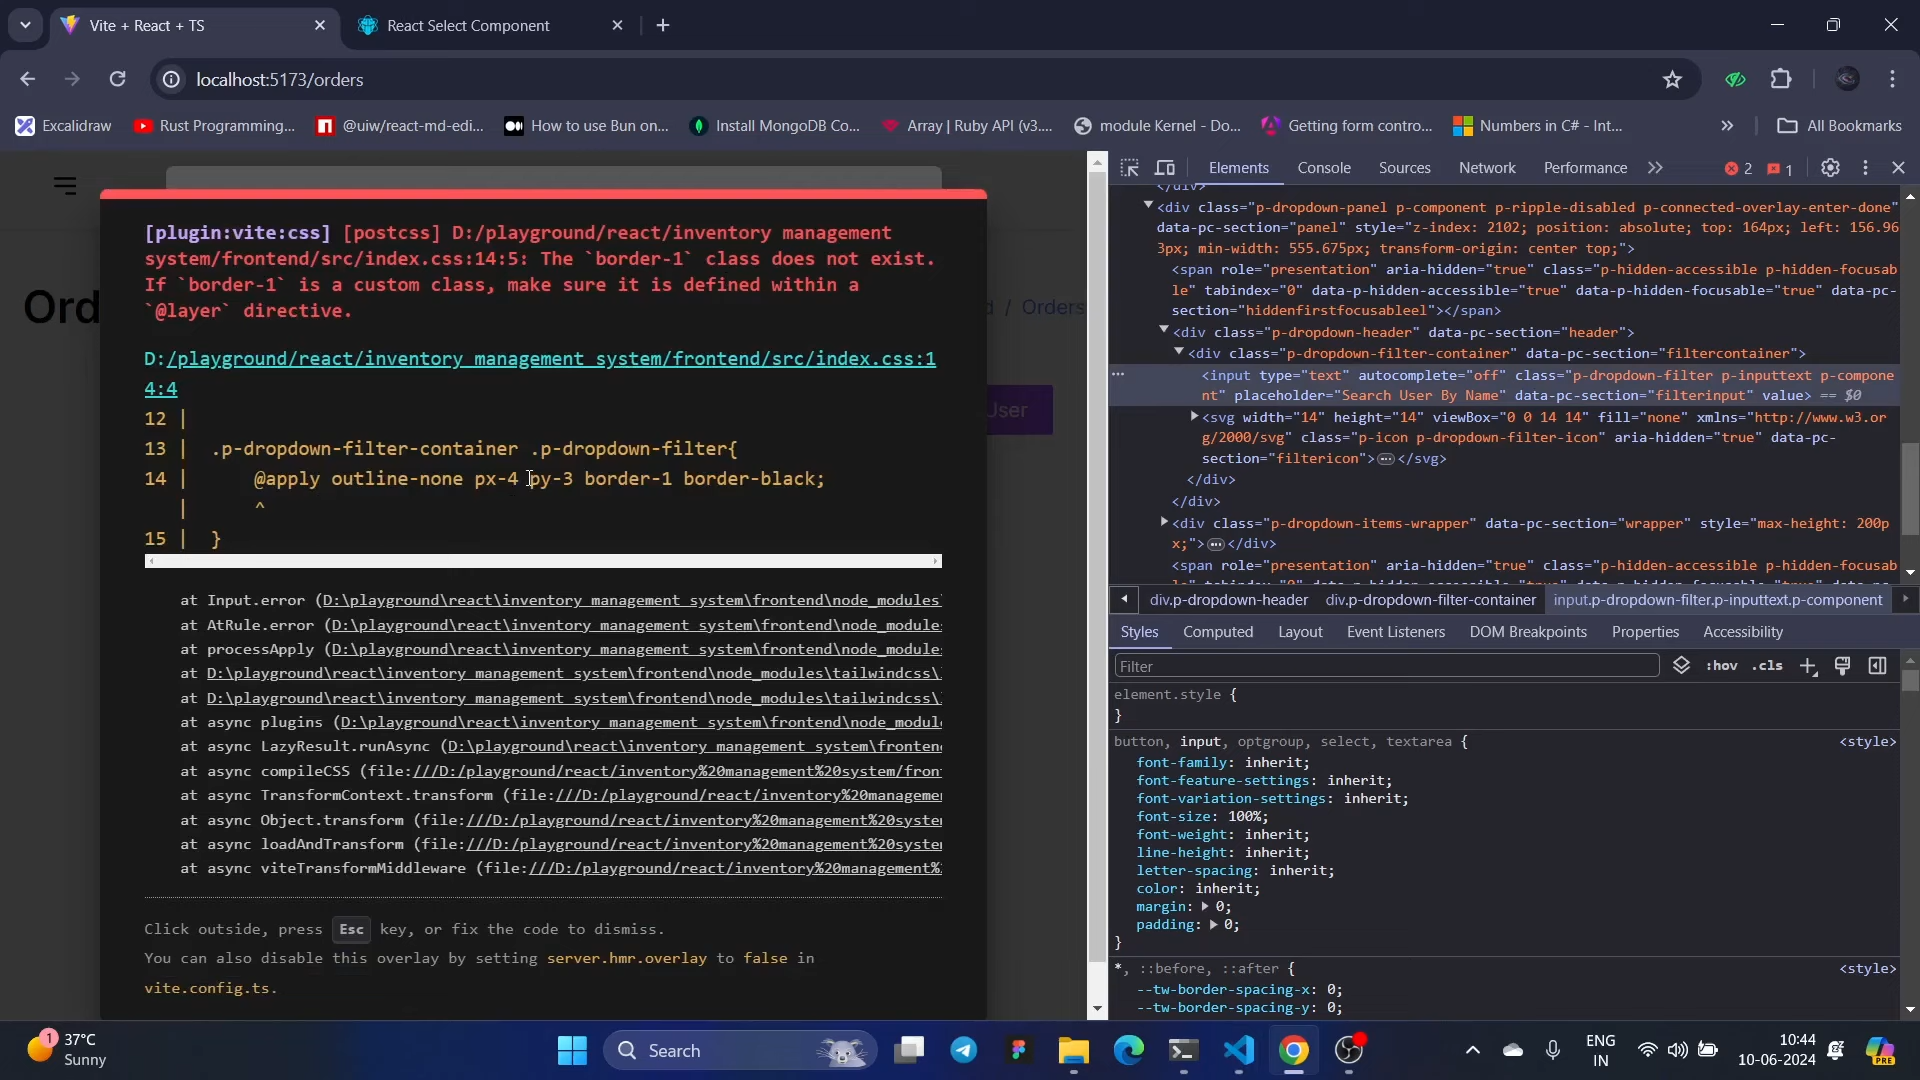 Vite + React + TS
React Select Component
localhost:5173/orders
Excalidraw
Rust Programming...
@uiw/react-md-edi...
How to use Bun on...
Install MongoDB Co...
Array | Ruby API (v3....
module Kernel - Do...
Getting form contro...
Numbers in C# - Int...
All Bookmarks
Ord
/ Orders
User
[plugin:vite:css] [postcss] D:/playground/react/inventory management
system/frontend/src/index.css:14:5: The `border-1` class does not exist.
If `border-1` is a custom class, make sure it is defined within a
`@layer` directive.
D:/playground/react/inventory management system/frontend/src/index.css:1
4:4
12 |
13 | .p-dropdown-filter-container .p-dropdown-filter{
14 | @apply outline-none px-4 py-3 border-1 border-black;
| ^
15 | }
at Input.error (D:\playground\react\inventory management system\frontend\node_modules\
at AtRule.error (D:\playground\react\inventory management system\frontend\node_modules
at processApply (D:\playground\react\inventory management system\frontend\node_modules
at D:\playground\react\inventory management system\frontend\node_modules\tailwindcss\
at D:\playground\react\inventory management system\frontend\node_modules\tailwindcss\
at async plugins (D:\playground\react\inventory management system\frontend\node_modul
at async LazyResult.runAsync (D:\playground\react\inventory management system\fronten
at async compileCSS (file:///D:/playground/react/inventory%20management%20system/fron
at async TransformContext.transform (file:///D:/playground/react/inventory%20manageme
at async Object.transform (file:///D:/playground/react/inventory%20management%20syste
at async loadAndTransform (file:///D:/playground/react/inventory%20management%20syste
at async viteTransformMiddleware (file:///D:/playground/react/inventory%20management%
Click outside, press Esc key, or fix the code to dismiss.
You can also disable this overlay by setting server.hmr.overlay to false in
vite.config.ts.
Elements
Console
Sources
Network
Performance
2
1
</div>
<div class="p-dropdown-panel p-component p-ripple-disabled p-connected-overlay-enter-done"
data-pc-section="panel" style="z-index: 2102; position: absolute; top: 164px; left: 156.96
3px; min-width: 555.675px; transform-origin: center top;">
<span role="presentation" aria-hidden="true" class="p-hidden-accessible p-hidden-focusab
le" tabindex="0" data-p-hidden-accessible="true" data-p-hidden-focusable="true" data-pc-
section="hiddenfirstfocusableel"></span>
<div class="p-dropdown-header" data-pc-section="header">
<div class="p-dropdown-filter-container" data-pc-section="filtercontainer">
<input type="text" autocomplete="off" class="p-dropdown-filter p-inputtext p-compone
nt" placeholder="Search User By Name" data-pc-section="filterinput" value> == $0
<svg width="14" height="14" viewBox="0 0 14 14" fill="none" xmlns="http://www.w3.or
g/2000/svg" class="p-icon p-dropdown-filter-icon" aria-hidden="true" data-pc-
section="filtericon">…</svg>
</div>
</div>
<div class="p-dropdown-items-wrapper" data-pc-section="wrapper" style="max-height: 200p
x;">…</div>
<span role="presentation" aria-hidden="true" class="p-hidden-accessible p-hidden-focusab
div.p-dropdown-header
div.p-dropdown-filter-container
input.p-dropdown-filter.p-inputtext.p-component
Styles
Computed
Layout
Event Listeners
DOM Breakpoints
Properties
Accessibility
Filter
:hov
.cls
element.style {
}
button, input, optgroup, select, textarea {
<style>
font-family: inherit;
font-feature-settings: inherit;
font-variation-settings: inherit;
font-size: 100%;
font-weight: inherit;
line-height: inherit;
letter-spacing: inherit;
color: inherit;
margin: 0;
padding: 0;
}
*, ::before, ::after {
<style>
--tw-border-spacing-x: 0;
--tw-border-spacing-y: 0;
1
37°C
Sunny
Search
ENG
IN
10:44
10-06-2024
PRE